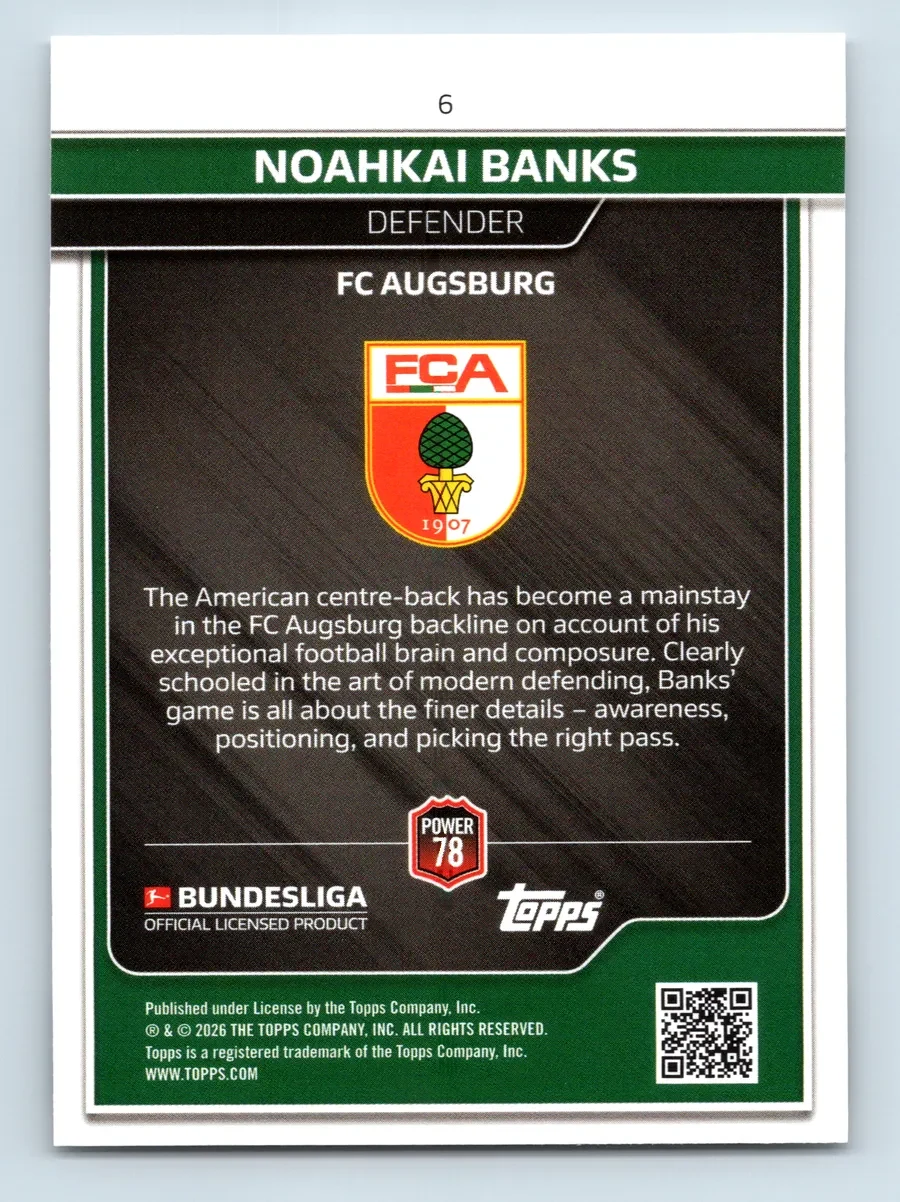 6
NOAHKAI BANKS
DEFENDER
FC AUGSBURG
FCA
1907
The American centre-back has become a mainstay
in the FC Augsburg backline on account of his
exceptional football brain and composure. Clearly
schooled in the art of modern defending, Banks'
game is all about the finer details – awareness,
positioning, and picking the right pass.
POWER
78
BUNDESLIGA
OFFICIAL LICENSED PRODUCT
Topps®
Published under License by the Topps Company, Inc.
® & © 2026 THE TOPPS COMPANY, INC. ALL RIGHTS RESERVED.
Topps is a registered trademark of the Topps Company, Inc.
WWW.TOPPS.COM